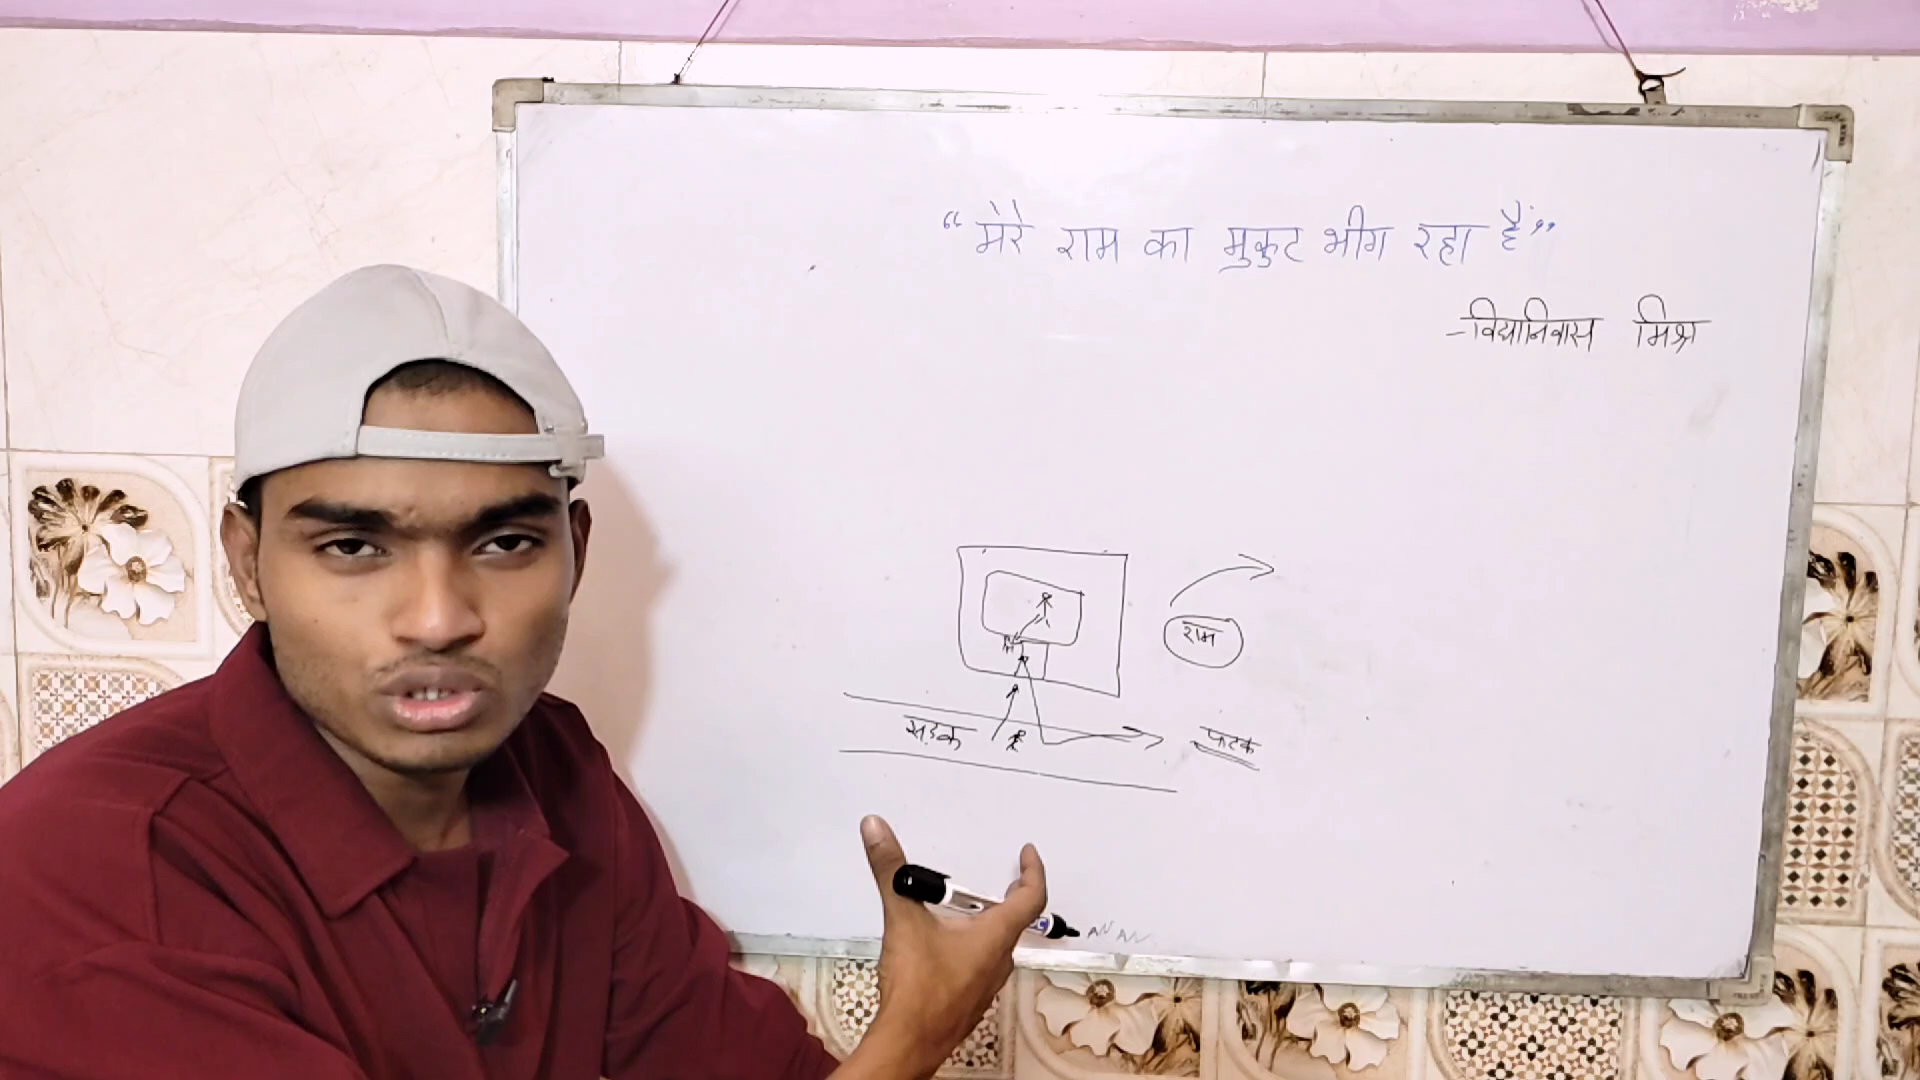 “मेरे राम का मुकुट भीग रहा है”
–विद्यानिवास मिश्र
राम
सड़क
फाटक